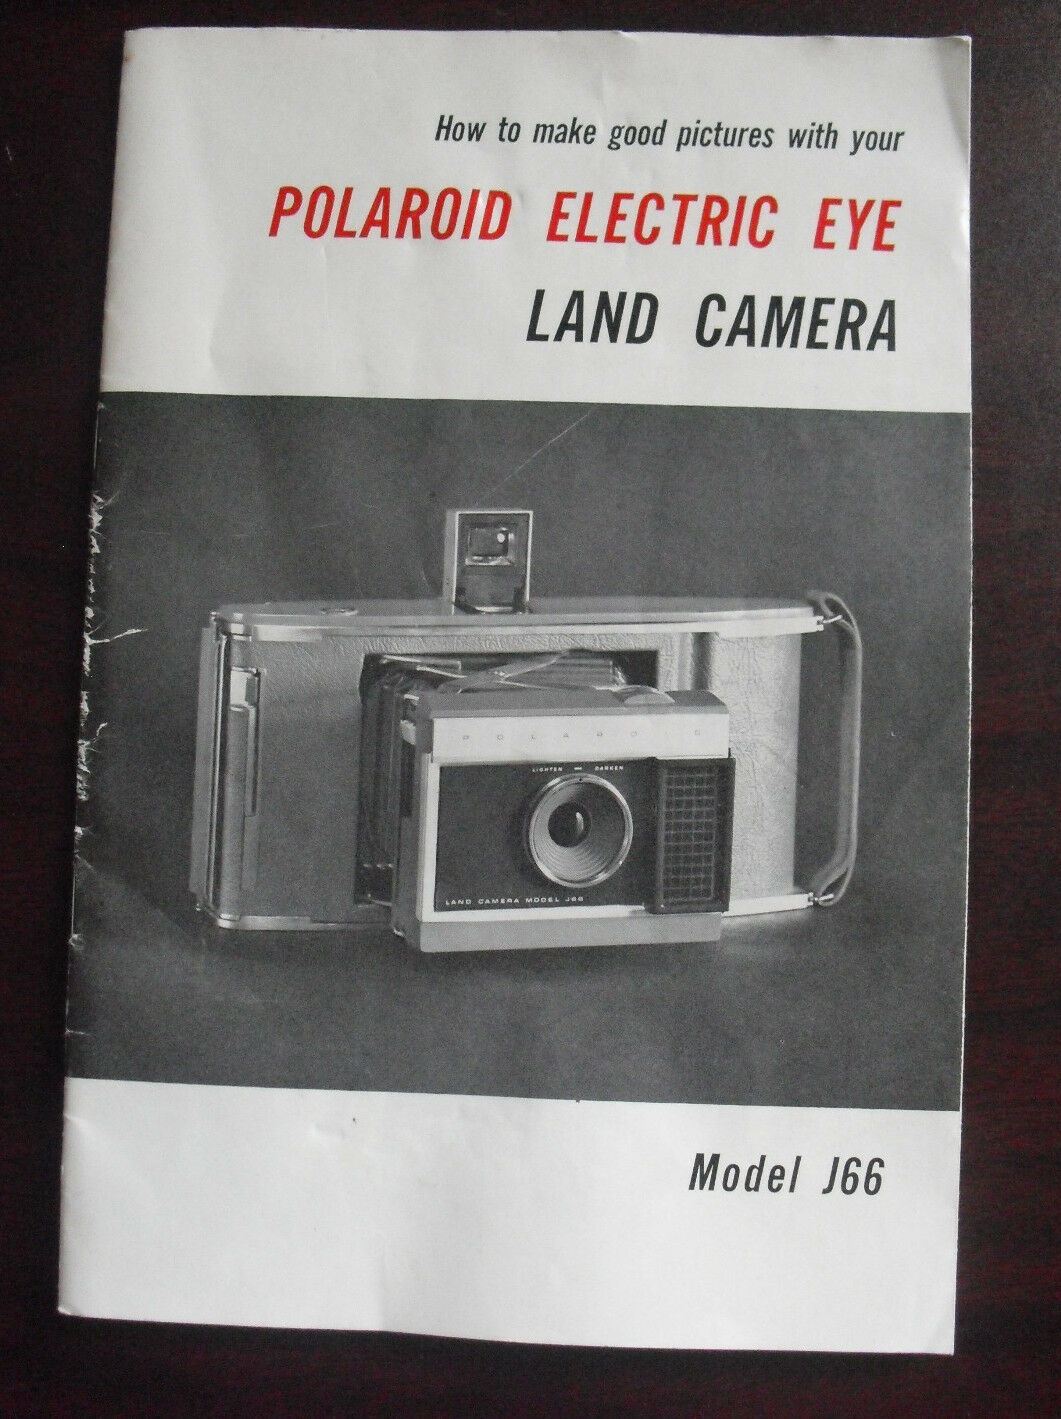 How to make good pictures with your
POLAROID ELECTRIC EYE
LAND CAMERA
POLAROID
LIGHTEN — DARKEN
LAND CAMERA MODEL J66
Model J66